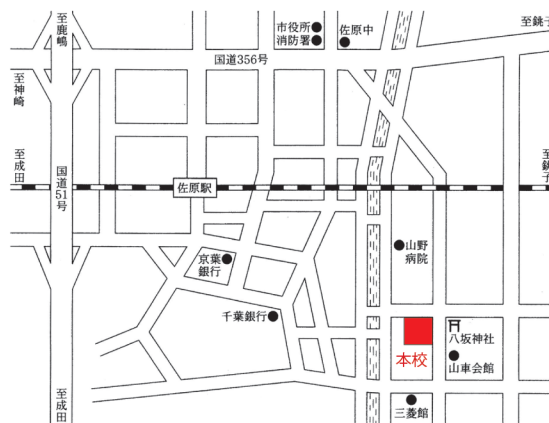 至鹿嶋
市役所
消防署
佐原中
至銚子
国道356号
至神崎
至成田
国道51号
佐原駅
至銚子
山野
病院
京葉
銀行
千葉銀行
八坂神社
本校
山車会館
至成田
三菱館